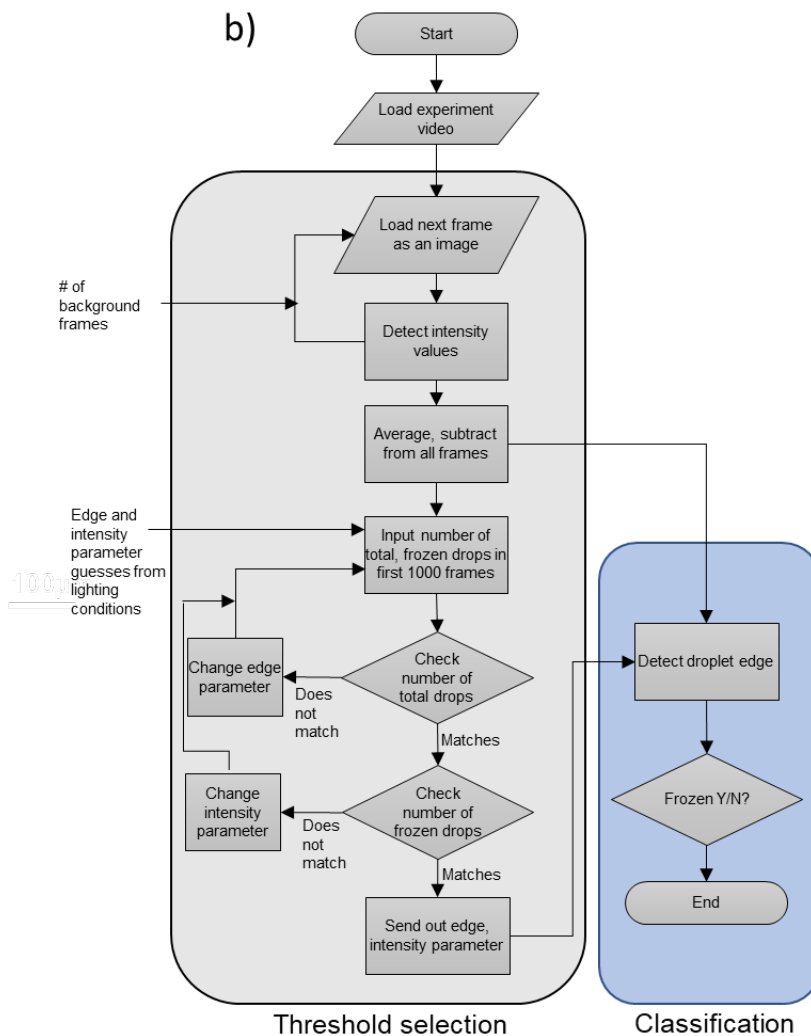 b)
Start
Load experiment
video
Load next frame
as an image
# of
background
frames
Detect intensity
values
Average, subtract
from all frames
Edge and
intensity
parameter
guesses from
lighting
conditions
100µ
Input number of
total, frozen drops in
first 1000 frames
Change edge
parameter
Does
not
match
Check
number of
total drops
Matches
Detect droplet edge
Change
intensity
parameter
Does
not
match
Check
number of
frozen drops
Matches
Frozen Y/N?
Send out edge,
intensity parameter
End
Threshold selection
Classification